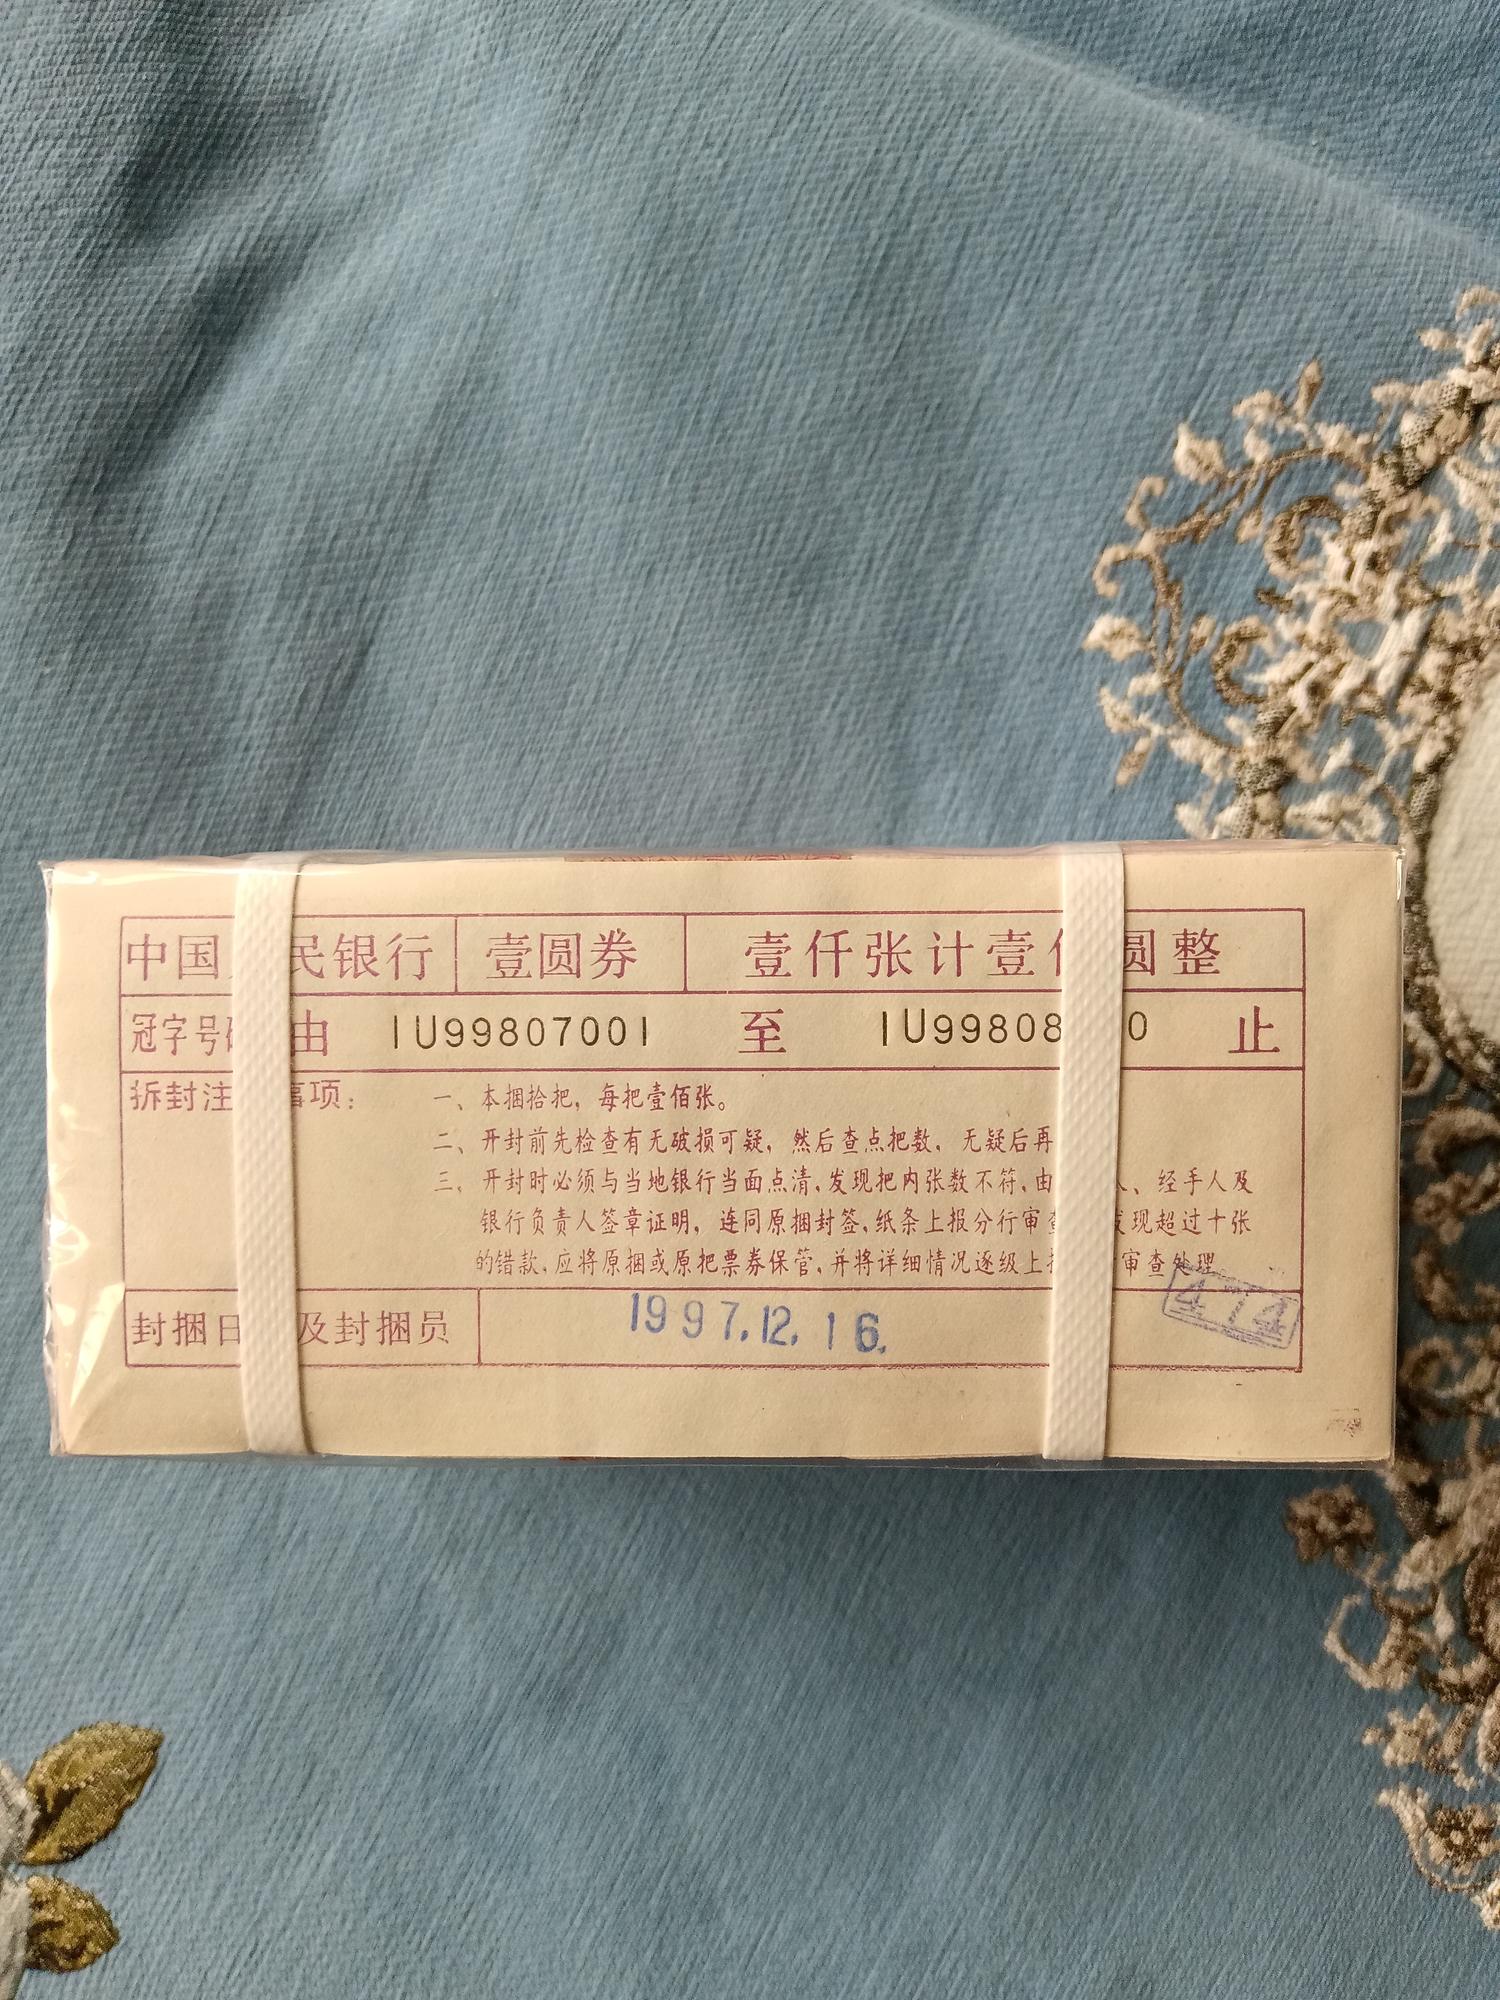 中国 民银行 壹圆券 壹仟张计壹 圆整
冠字号 由 IU99807001 至 IU99808 0 止
拆封注 事项：
一、本捆拾把，每把壹佰张。
二、开封前先检查有无破损可疑，然后查点把数，无疑后再
三、开封时必须与当地银行当面点清，发现把内张数不符，由 人、经手人及
银行负责人签章证明，连同原捆封签、纸条上报分行审 发现超过十张
的错款，应将原捆或原把票券保管，并将详细情况逐级上 审查处理
封捆日 及封捆员 1997.12.16. 474